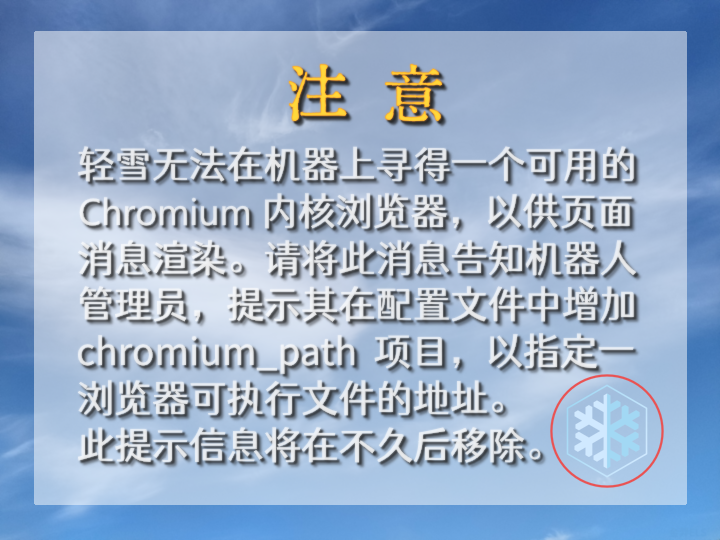 注 意
轻雪无法在机器上寻得一个可用的
Chromium 内核浏览器，以供页面
消息渲染。请将此消息告知机器人
管理员，提示其在配置文件中增加
chromium_path 项目，以指定一
浏览器可执行文件的地址。
此提示信息将在不久后移除。